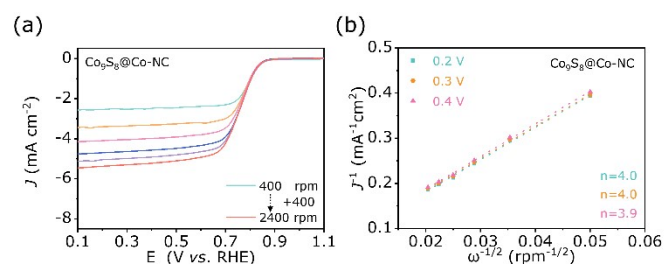 (a)
Co₉S₈@Co-NC
J (mA cm⁻²)
0
-2
-4
-6
-8
400 rpm
+400
2400 rpm
0.1 0.3 0.5 0.7 0.9 1.1
E (V vs. RHE)
(b)
0.2 V
0.3 V
0.4 V
Co₉S₈@Co-NC
J⁻¹ (mA⁻¹cm²)
0.5
0.4
0.3
0.2
0.1
n=4.0
n=4.0
n=3.9
0.02 0.03 0.04 0.05 0.06
ω⁻¹/² (rpm⁻¹/²)